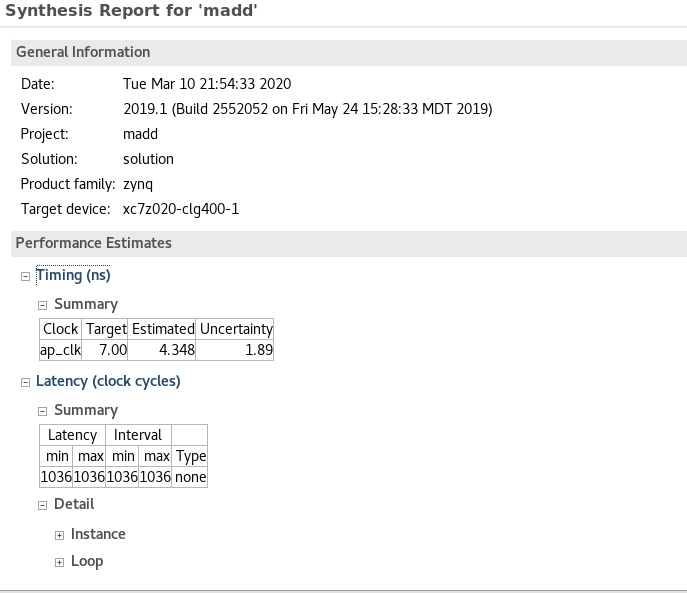 Synthesis Report for 'madd'
General Information
Date: Tue Mar 10 21:54:33 2020
Version: 2019.1 (Build 2552052 on Fri May 24 15:28:33 MDT 2019)
Project: madd
Solution: solution
Product family: zynq
Target device: xc7z020-clg400-1
Performance Estimates
Timing (ns)
Summary
Clock Target Estimated Uncertainty
ap_clk 7.00 4.348 1.89
Latency (clock cycles)
Summary
Latency Interval
min max min max Type
1036 1036 1036 1036 none
Detail
Instance
Loop